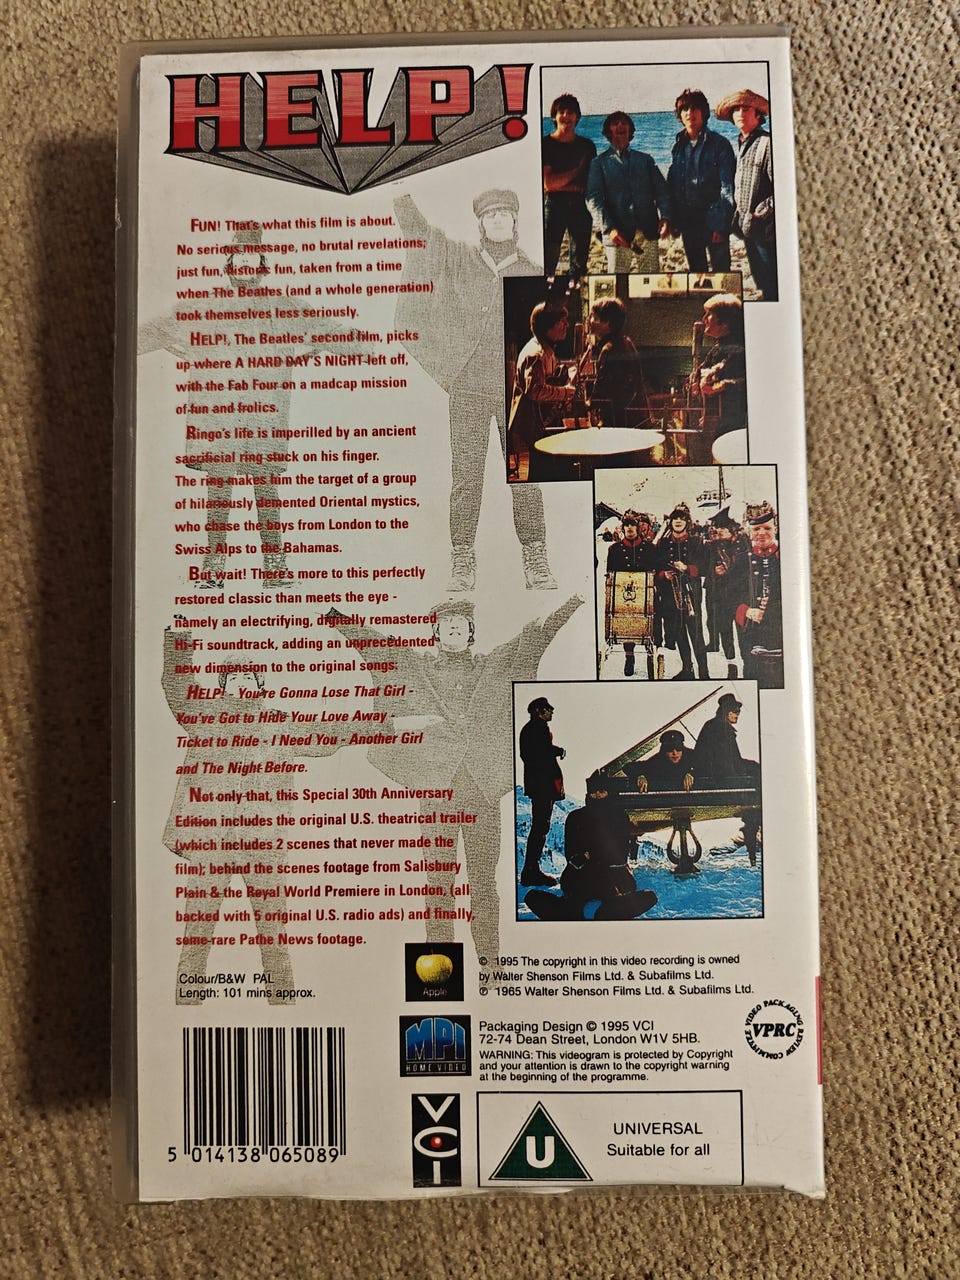 HELP!
FUN! That's what this film is about.
No serious message, no brutal revelations;
just fun, historic fun, taken from a time
when The Beatles (and a whole generation)
took themselves less seriously.
HELP!, The Beatles' second film, picks
up where A HARD DAY'S NIGHT left off,
with the Fab Four on a madcap mission
of fun and frolics.
Ringo's life is imperilled by an ancient
sacrificial ring stuck on his finger.
The ring makes him the target of a group
of hilariously demented Oriental mystics,
who chase the boys from London to the
Swiss Alps to the Bahamas.
But wait! There's more to this perfectly
restored classic than meets the eye -
namely an electrifying, digitally remastered
Hi-Fi soundtrack, adding an unprecedented
new dimension to the original songs:
HELP! - You're Gonna Lose That Girl -
You've Got to Hide Your Love Away -
Ticket to Ride - I Need You - Another Girl
and The Night Before.
Not only that, this Special 30th Anniversary
Edition includes the original U.S. theatrical trailer
(which includes 2 scenes that never made the
film); behind the scenes footage from Salisbury
Plain & the Royal World Premiere in London, (all
backed with 5 original U.S. radio ads) and finally,
some rare Pathe News footage.
Colour/B&W PAL
Length: 101 mins approx.
Apple
© 1995 The copyright in this video recording is owned
by Walter Shenson Films Ltd. & Subafilms Ltd.
℗ 1965 Walter Shenson Films Ltd. & Subafilms Ltd.
MPI
HOME VIDEO
Packaging Design © 1995 VCI
72-74 Dean Street, London W1V 5HB.
WARNING: This videogram is protected by Copyright
and your attention is drawn to the copyright warning
at the beginning of the programme.
VIDEO PACKAGING REVIEW COMMITTEE
VPRC
5 014138 065089
VCI
U
UNIVERSAL
Suitable for all